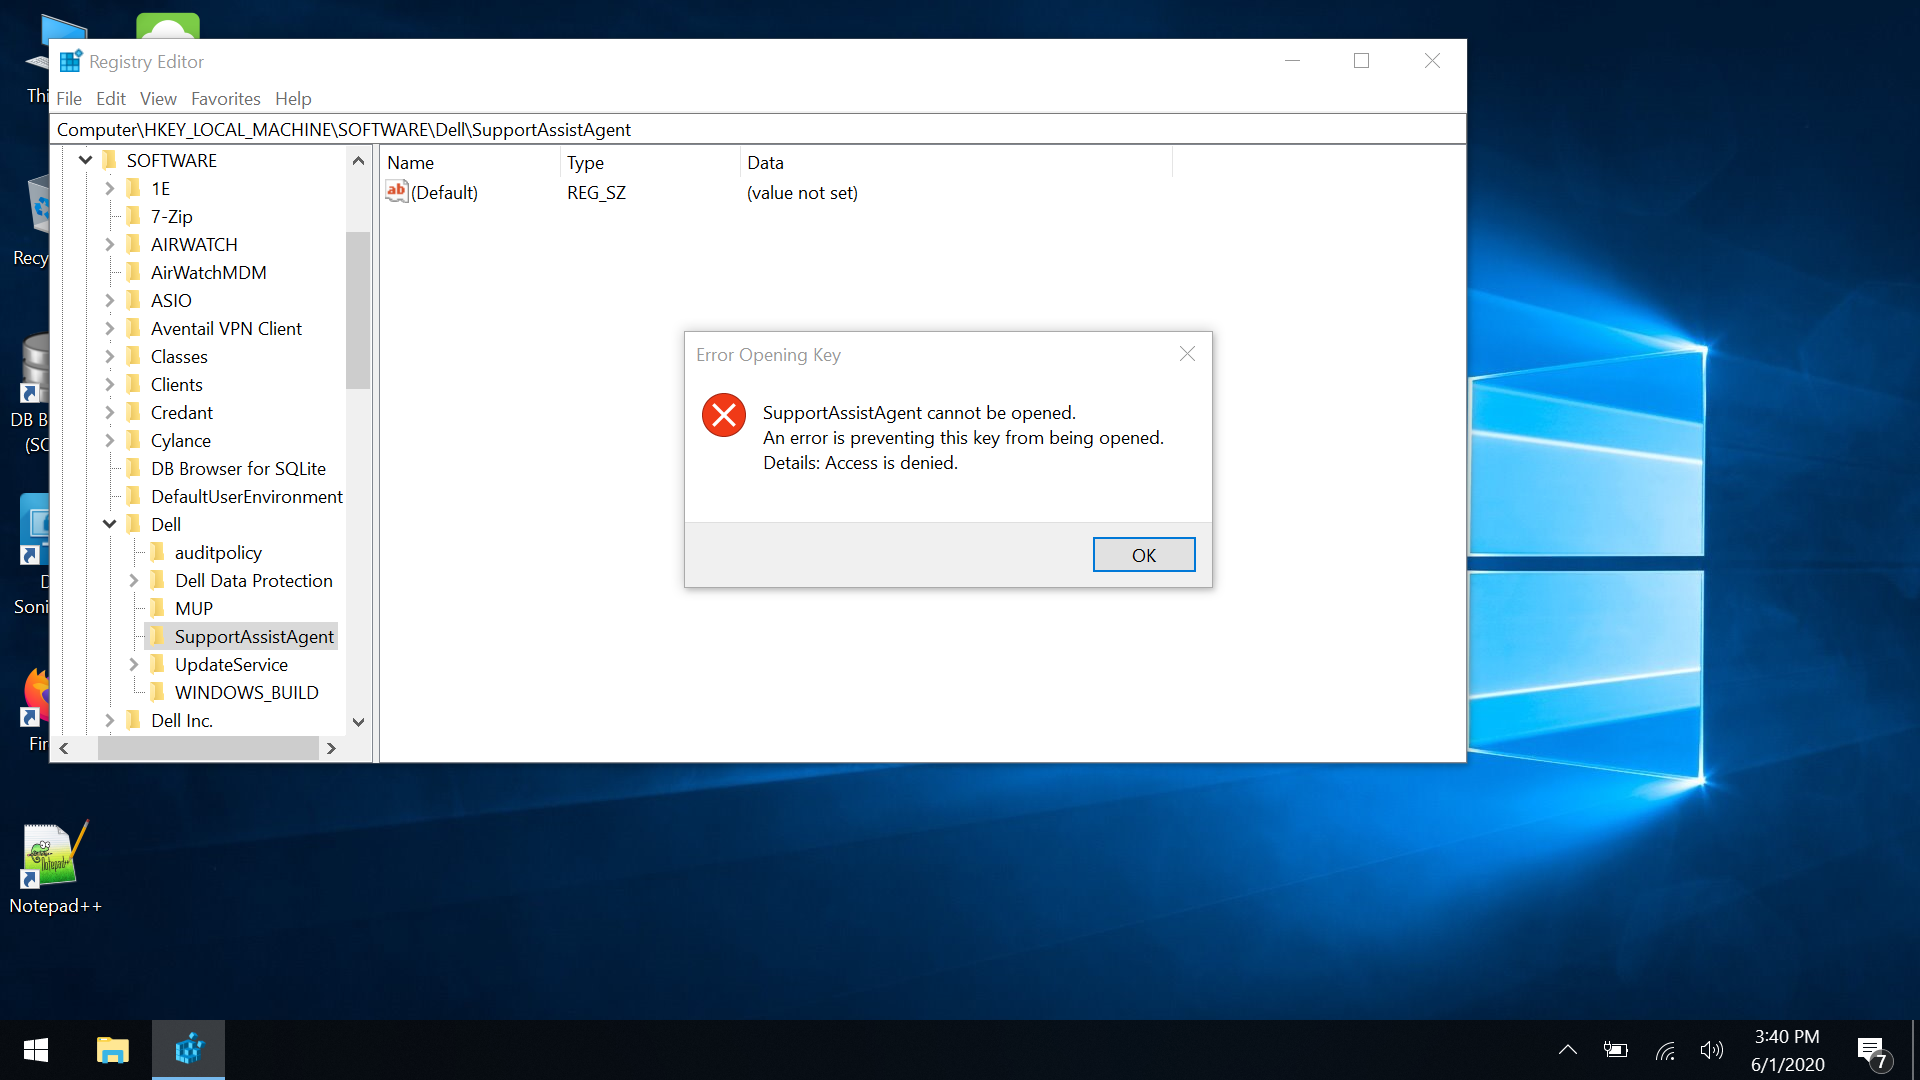 Registry Editor
File Edit View Favorites Help
Computer\HKEY_LOCAL_MACHINE\SOFTWARE\Dell\SupportAssistAgent
SOFTWARE
1E
7-Zip
AIRWATCH
AirWatchMDM
ASIO
Aventail VPN Client
Classes
Clients
Credant
Cylance
DB Browser for SQLite
DefaultUserEnvironment
Dell
auditpolicy
Dell Data Protection
MUP
SupportAssistAgent
UpdateService
WINDOWS_BUILD
Dell Inc.
Name Type Data
ab (Default) REG_SZ (value not set)
Error Opening Key
SupportAssistAgent cannot be opened.
An error is preventing this key from being opened.
Details: Access is denied.
OK
Thi
Recy
DB B
(SC
D
Soni
Fir
Notepad++
3:40 PM
6/1/2020
7